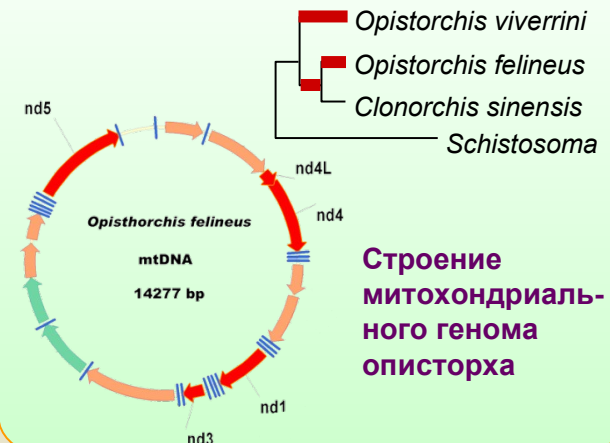 Opistorchis viverrini
Opistorchis felineus
Clonorchis sinensis
Schistosoma
nd5
nd4L
nd4
Opisthorchis felineus
mtDNA
14277 bp
Строение
митохондриаль-
ного генома
описторха
nd1
nd3